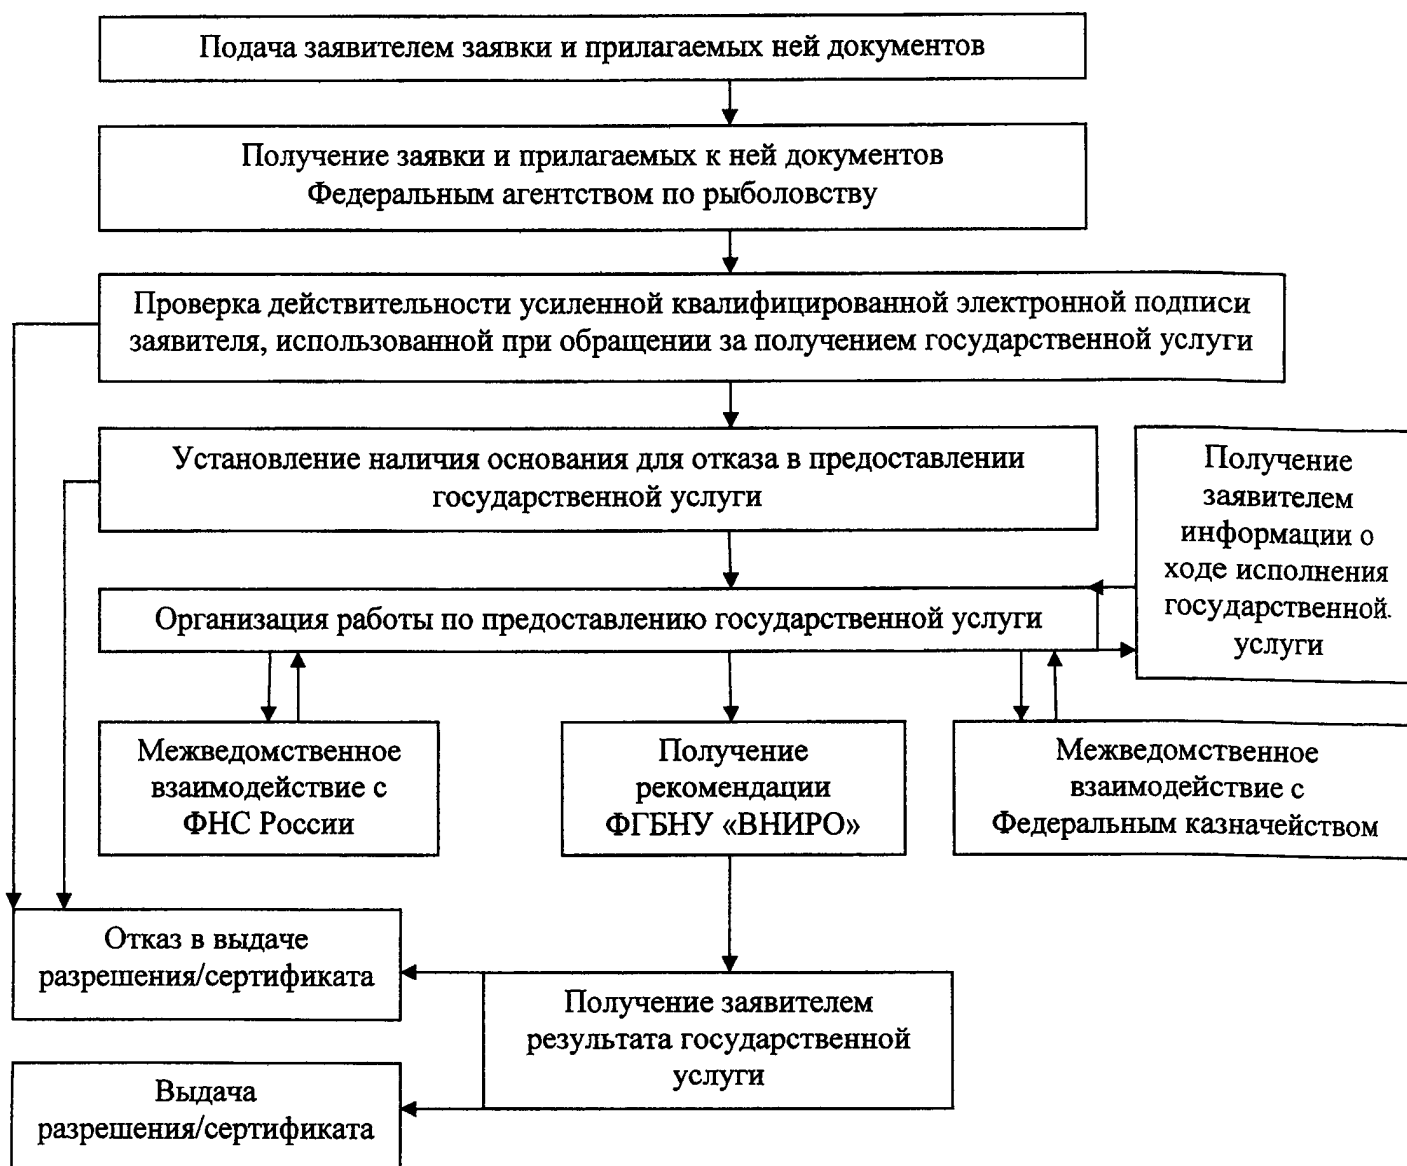 Подача заявителем заявки и прилагаемых ней документов
Получение заявки и прилагаемых к ней документов
Федеральным агентством по рыболовству
Проверка действительности усиленной квалифицированной электронной подписи
заявителя, использованной при обращении за получением государственной услуги
Установление наличия основания для отказа в предоставлении
государственной услуги
Получение
заявителем
информации о
ходе исполнения
государственной.
услуги
Организация работы по предоставлению государственной услуги
Межведомственное
взаимодействие с
ФНС России
Получение
рекомендации
ФГБНУ «ВНИРО»
Межведомственное
взаимодействие с
Федеральным казначейством
Отказ в выдаче
разрешения/сертификата
Получение заявителем
результата государственной
услуги
Выдача
разрешения/сертификата